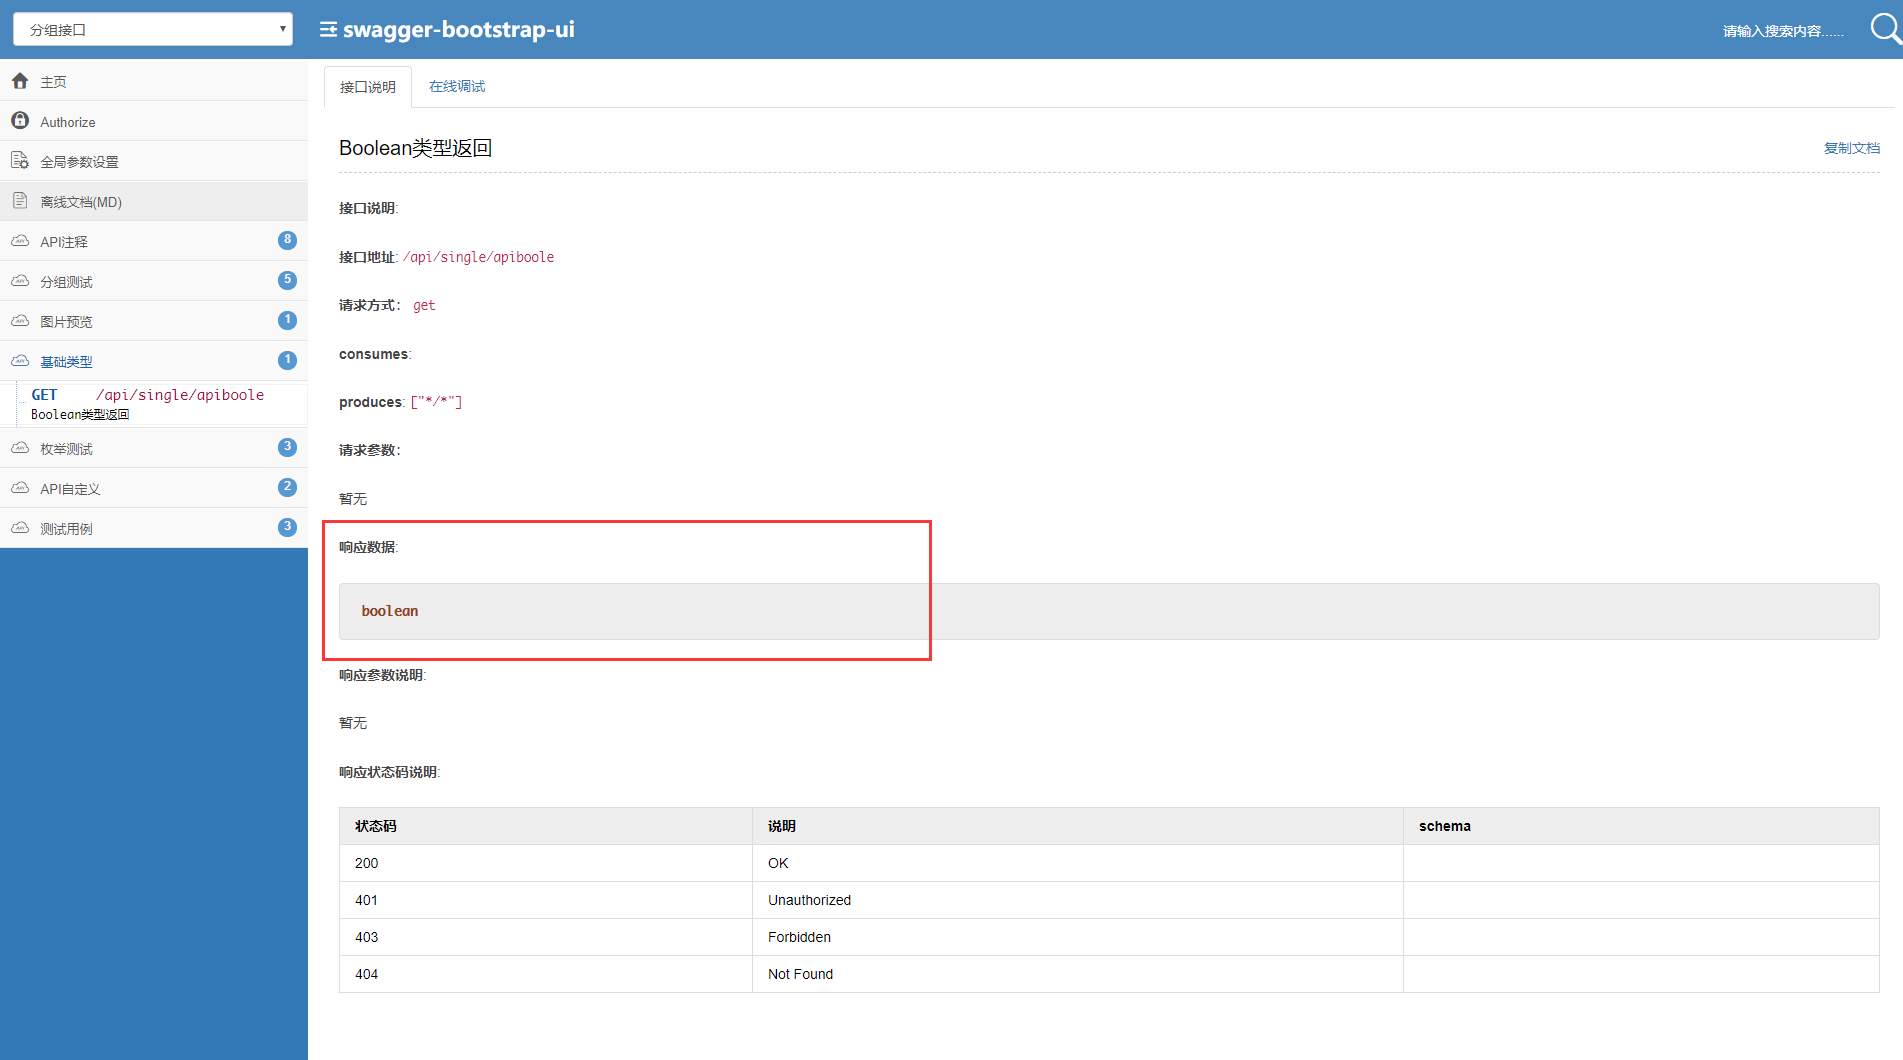 分组接口
swagger-bootstrap-ui
请输入搜索内容......
主页
Authorize
全局参数设置
离线文档(MD)
API注释 8
分组测试 5
图片预览 1
基础类型 1
GET /api/single/apiboole
Boolean类型返回
枚举测试 3
API自定义 2
测试用例 3
接口说明 在线调试
Boolean类型返回 复制文档
接口说明:
接口地址: /api/single/apiboole
请求方式： get
consumes:
produces: ["*/*"]
请求参数：
暂无
响应数据:
boolean
响应参数说明:
暂无
响应状态码说明:
状态码 说明 schema
200 OK
401 Unauthorized
403 Forbidden
404 Not Found